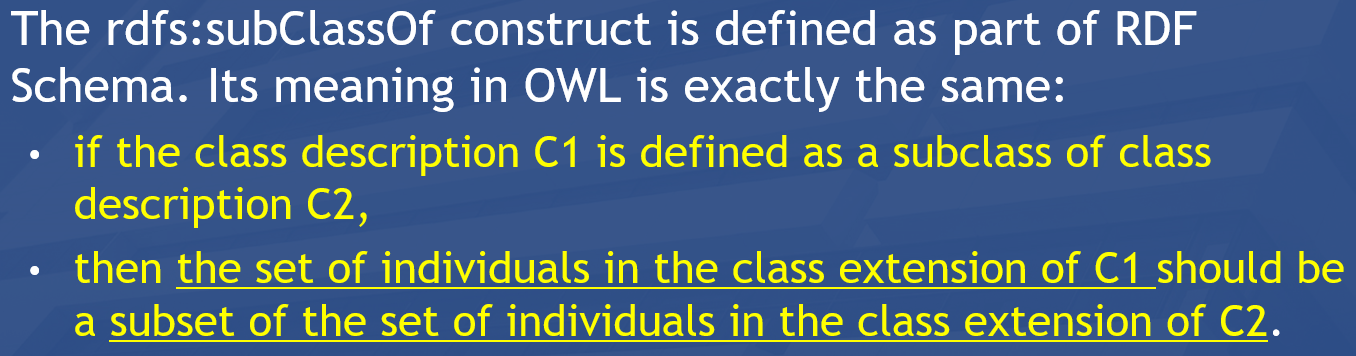 The rdfs:subClassOf construct is defined as part of RDF
Schema. Its meaning in OWL is exactly the same:
• if the class description C1 is defined as a subclass of class
description C2,
• then the set of individuals in the class extension of C1 should be
a subset of the set of individuals in the class extension of C2.